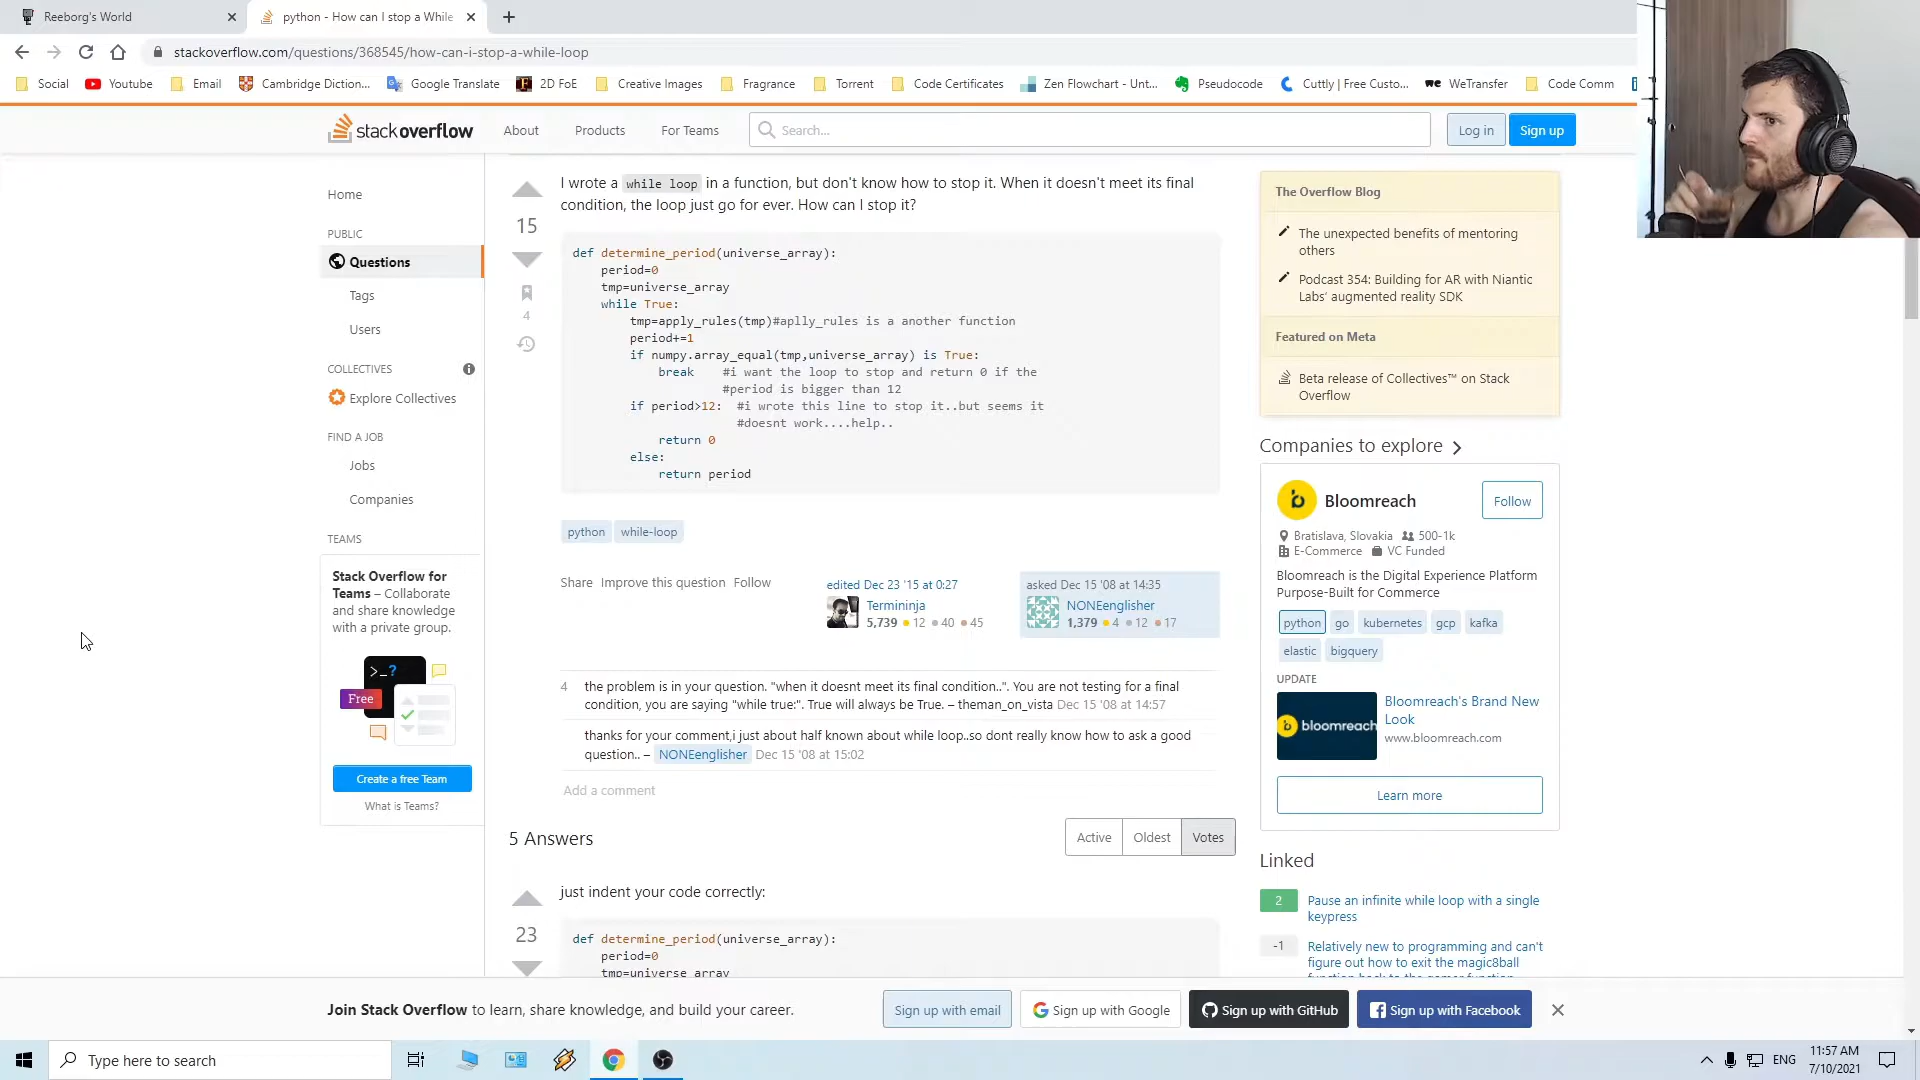 Reeborg's World
python - How can I stop a While
stackoverflow.com/questions/368545/how-can-i-stop-a-while-loop
Social
Youtube
Email
Cambridge Diction...
Google Translate
2D FoE
Creative Images
Fragrance
Torrent
Code Certificates
Zen Flowchart - Unt...
Pseudocode
Cuttly | Free Custo...
WeTransfer
Code Comm
stackoverflow
About
Products
For Teams
Search...
Log in
Sign up
Home
PUBLIC
Questions
Tags
Users
COLLECTIVES
Explore Collectives
FIND A JOB
Jobs
Companies
TEAMS
Stack Overflow for
Teams – Collaborate
and share knowledge
with a private group.
>_?
Free
Create a free Team
What is Teams?
15
4
I wrote a while loop in a function, but don't know how to stop it. When it doesn't meet its final
condition, the loop just go for ever. How can I stop it?
def determine_period(universe_array):
period=0
tmp=universe_array
while True:
tmp=apply_rules(tmp)#aplly_rules is a another function
period+=1
if numpy.array_equal(tmp,universe_array) is True:
break #i want the loop to stop and return 0 if the
#period is bigger than 12
if period>12: #i wrote this line to stop it..but seems it
#doesnt work....help..
return 0
else:
return period
python while-loop
Share Improve this question Follow
edited Dec 23 '15 at 0:27
Termininja
5,739 12 40 45
asked Dec 15 '08 at 14:35
NONEenglisher
1,379 4 12 17
4 the problem is in your question. "when it doesnt meet its final condition..". You are not testing for a final
condition, you are saying "while true:". True will always be True. – theman_on_vista Dec 15 '08 at 14:57
thanks for your comment,i just about half known about while loop..so dont really know how to ask a good
question.. – NONEenglisher Dec 15 '08 at 15:02
Add a comment
5 Answers
Active
Oldest
Votes
23
just indent your code correctly:
def determine_period(universe_array):
period=0
tmp=universe_array
The Overflow Blog
The unexpected benefits of mentoring
others
Podcast 354: Building for AR with Niantic
Labs' augmented reality SDK
Featured on Meta
Beta release of Collectives™ on Stack
Overflow
Companies to explore
Bloomreach
Follow
Bratislava, Slovakia 500-1k
E-Commerce VC Funded
Bloomreach is the Digital Experience Platform
Purpose-Built for Commerce
python go kubernetes gcp kafka
elastic bigquery
UPDATE
bloomreach
Bloomreach's Brand New
Look
www.bloomreach.com
Learn more
Linked
2 Pause an infinite while loop with a single
keypress
-1 Relatively new to programming and can't
figure out how to exit the magic8ball
Join Stack Overflow to learn, share knowledge, and build your career.
Sign up with email
Sign up with Google
Sign up with GitHub
Sign up with Facebook
Type here to search
ENG
11:57 AM
7/10/2021